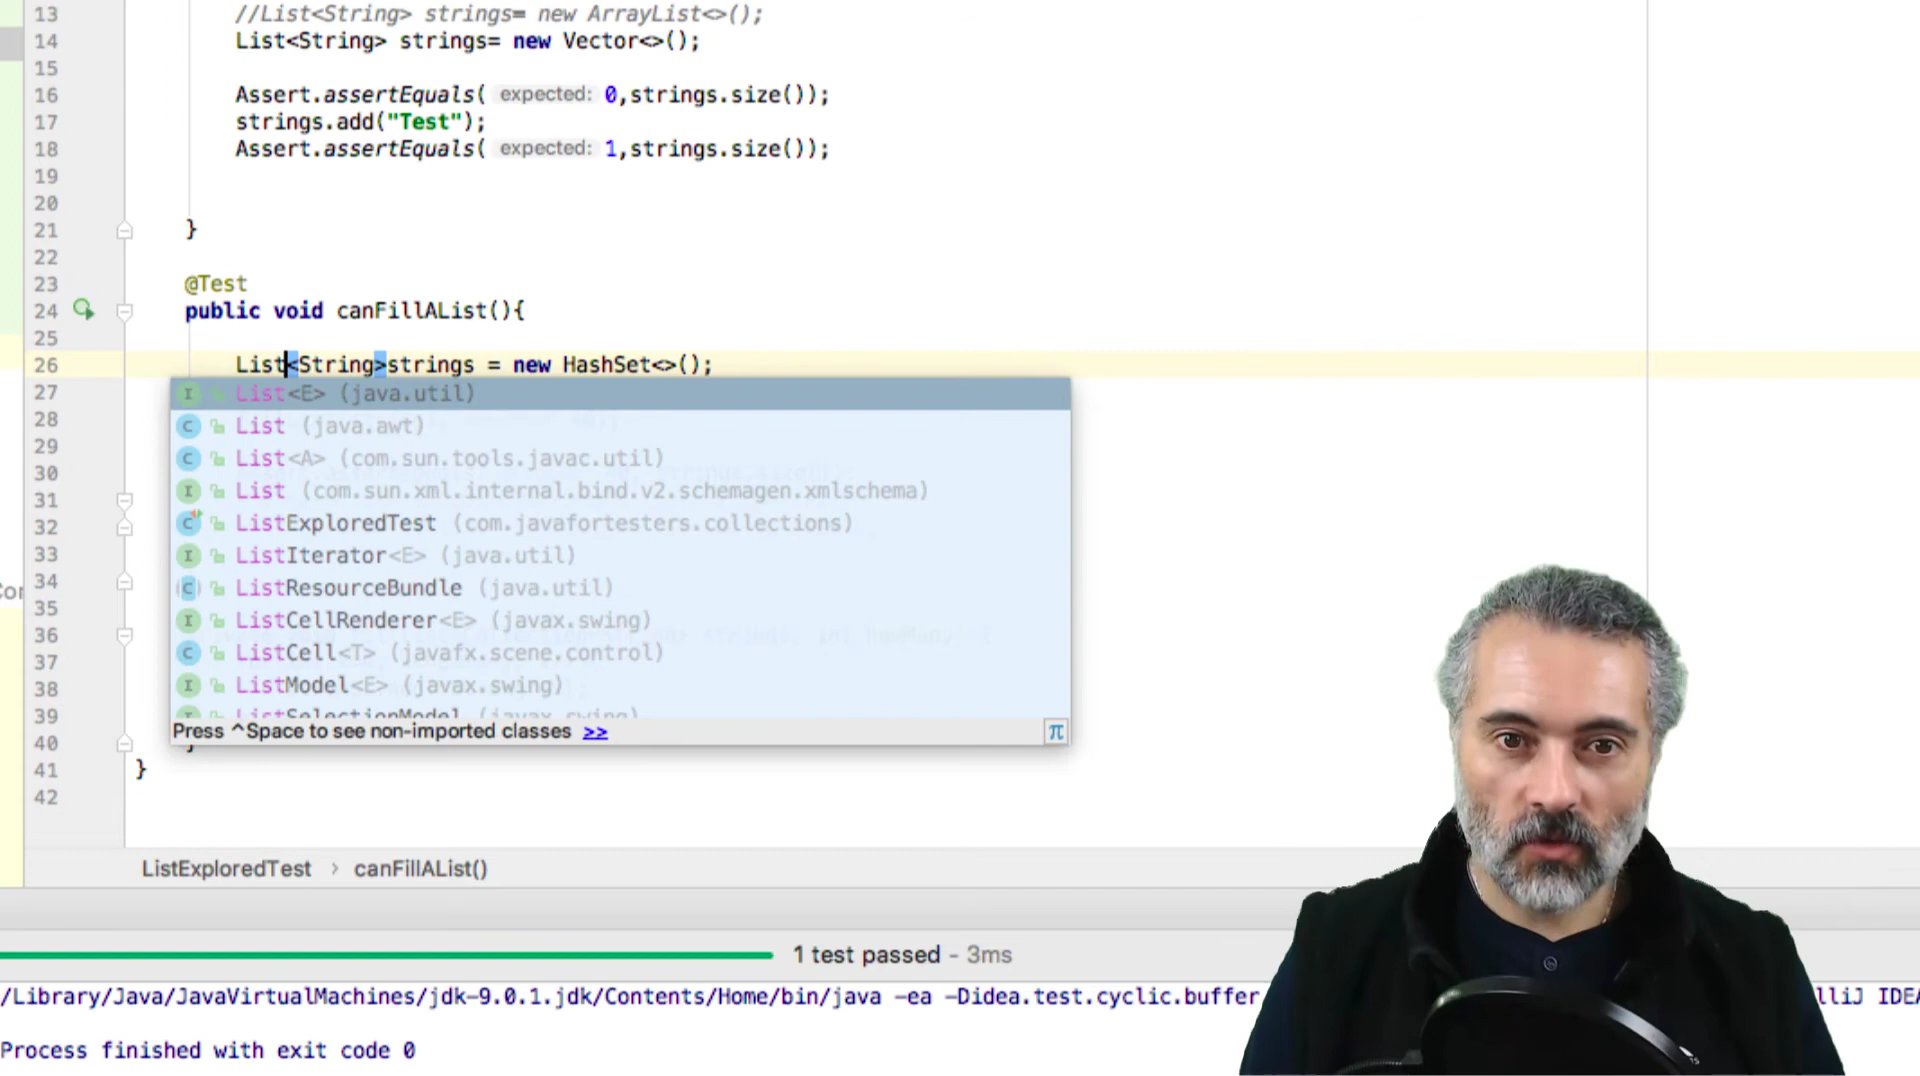 13 //List<String> strings= new ArrayList<>();
14 List<String> strings= new Vector<>();
15
16 Assert.assertEquals( expected: 0,strings.size());
17 strings.add("Test");
18 Assert.assertEquals( expected: 1,strings.size());
19
20
21 }
22
23 @Test
24 public void canFillAList(){
25
26 List<String>strings = new HashSet<>();
27 List<E> (java.util)
28 List (java.awt)
29 List<A> (com.sun.tools.javac.util)
30 List (com.sun.xml.internal.bind.v2.schemagen.xmlschema)
31
32 ListExploredTest (com.javafortesters.collections)
33 ListIterator<E> (java.util)
34 ListResourceBundle (java.util)
35
36 ListCellRenderer<E> (javax.swing)
37 ListCell<T> (javafx.scene.control)
38 ListModel<E> (javax.swing)
39 ListSelectionModel (javax.swing)
Press ^Space to see non-imported classes >> π
40 }
41 }
42
ListExploredTest › canFillAList()
1 test passed - 3ms
/Library/Java/JavaVirtualMachines/jdk-9.0.1.jdk/Contents/Home/bin/java -ea -Didea.test.cyclic.buffer lliJ IDEA
Process finished with exit code 0